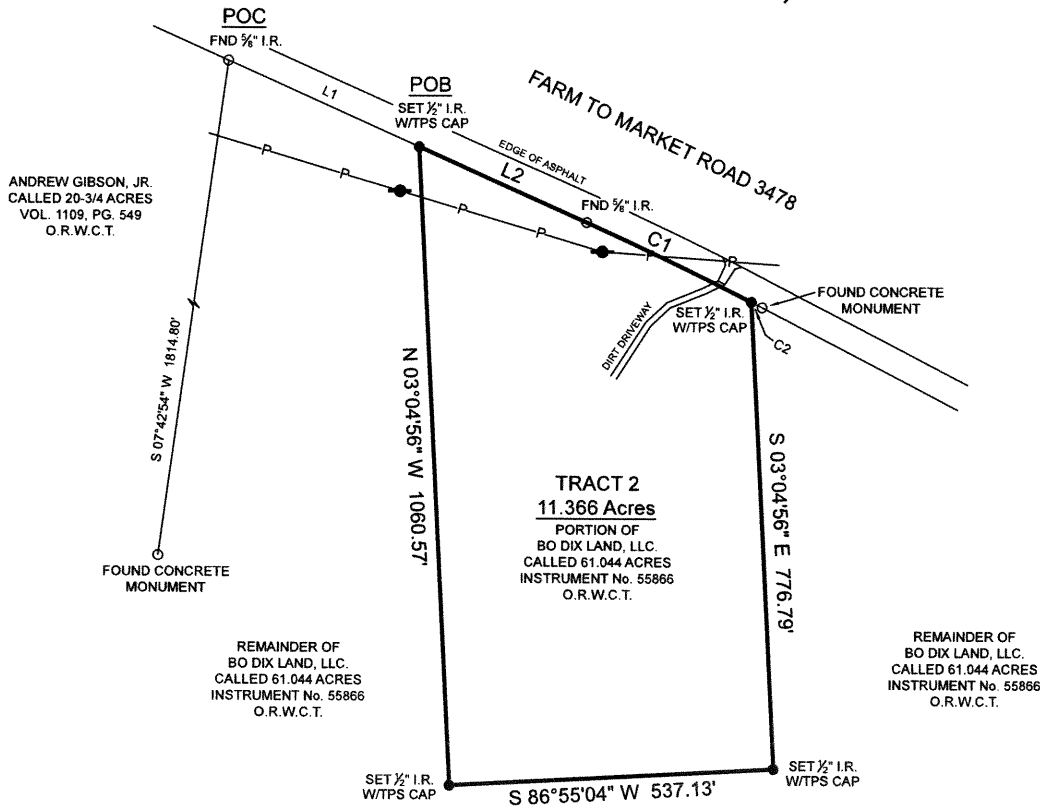 POC
FND ⅝" I.R.
L1
POB
SET ½" I.R.
W/TPS CAP
FARM TO MARKET ROAD 3478
EDGE OF ASPHALT
L2
P
P
P
P
P
P
ANDREW GIBSON, JR.
CALLED 20-3/4 ACRES
VOL. 1109, PG. 549
O.R.W.C.T.
FND ⅝" I.R.
C1
FOUND CONCRETE
MONUMENT
SET ½" I.R.
W/TPS CAP
C2
DIRT DRIVEWAY
S 07°42'54" W 1814.80'
N 03°04'56" W 1060.57'
S 03°04'56" E 776.79'
TRACT 2
11.366 Acres
PORTION OF
BO DIX LAND, LLC.
CALLED 61.044 ACRES
INSTRUMENT No. 55866
O.R.W.C.T.
FOUND CONCRETE
MONUMENT
REMAINDER OF
BO DIX LAND, LLC.
CALLED 61.044 ACRES
INSTRUMENT No. 55866
O.R.W.C.T.
REMAINDER OF
BO DIX LAND, LLC.
CALLED 61.044 ACRES
INSTRUMENT No. 55866
O.R.W.C.T.
SET ½" I.R.
W/TPS CAP
S 86°55'04" W 537.13'
SET ½" I.R.
W/TPS CAP